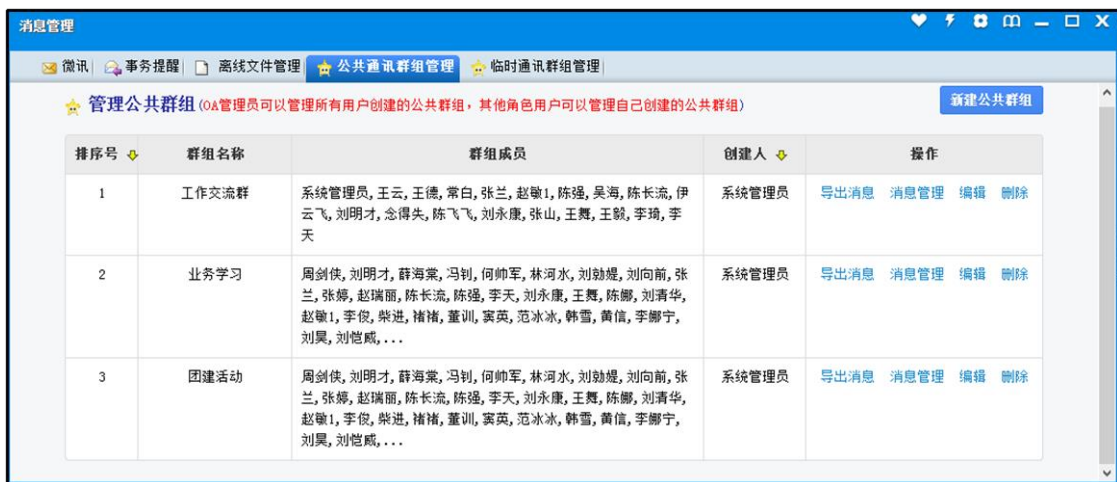 消息管理
微讯 事务提醒 离线文件管理 公共通讯群组管理 临时通讯群组管理
管理公共群组(OA管理员可以管理所有用户创建的公共群组，其他角色用户可以管理自己创建的公共群组) 新建公共群组
排序号 群组名称 群组成员 创建人 操作
1 工作交流群 系统管理员,王云,王德,常白,张兰,赵敏1,陈强,吴海,陈长流,伊 系统管理员 导出消息 消息管理 编辑 删除
云飞,刘明才,念得失,陈飞飞,刘永康,张山,王舞,王毅,李琦,李
天
2 业务学习 周剑侠,刘明才,薛海棠,冯钊,何帅军,林河水,刘勃媞,刘向前,张 系统管理员 导出消息 消息管理 编辑 删除
兰,张婷,赵瑞丽,陈长流,陈强,李天,刘永康,王舞,陈娜,刘清华,
赵敏1,李俊,柴进,褚褚,董训,窦英,范冰冰,韩雪,黄信,李娜宁,
刘昊,刘恺威,...
3 团建活动 周剑侠,刘明才,薛海棠,冯钊,何帅军,林河水,刘勃媞,刘向前,张 系统管理员 导出消息 消息管理 编辑 删除
兰,张婷,赵瑞丽,陈长流,陈强,李天,刘永康,王舞,陈娜,刘清华,
赵敏1,李俊,柴进,褚褚,董训,窦英,范冰冰,韩雪,黄信,李娜宁,
刘昊,刘恺威,...